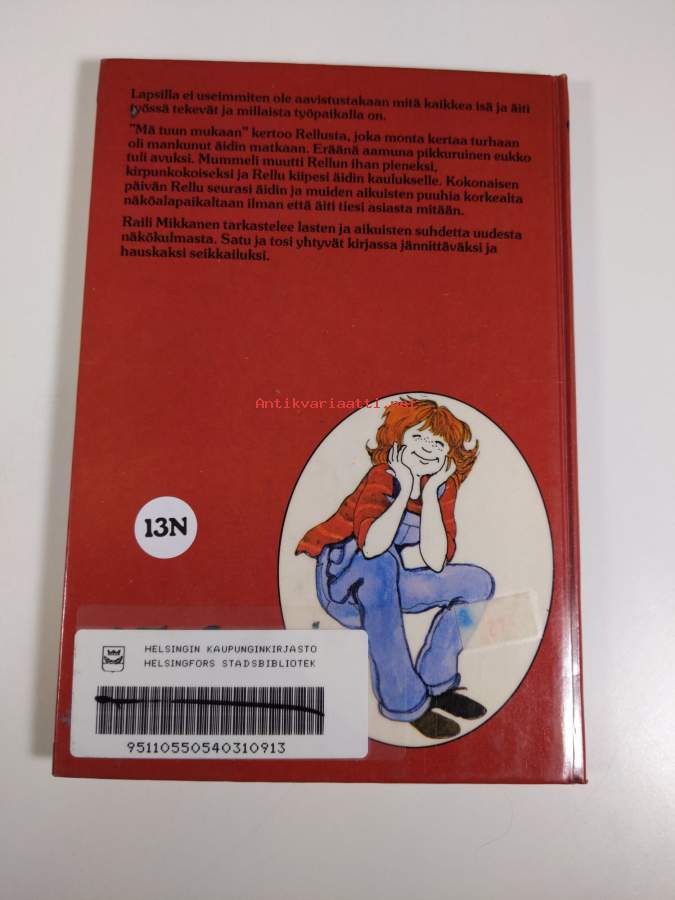 Lapsilla ei useimmiten ole aavistustakaan mitä kaikkea isä ja äiti
työssä tekevät ja millaista työpaikalla on.
"Mä tuun mukaan" kertoo Rellusta, joka monta kertaa turhaan
oli mankunut äidin matkaan. Eräänä aamuna pikkuruinen eukko
tuli avuksi. Mummeli muutti Rellun ihan pieneksi,
kirpunkokoiseksi ja Rellu kiipesi äidin kaulukselle. Kokonaisen
päivän Rellu seurasi äidin ja muiden aikuisten puuhia korkealta
näköalapaikaltaan ilman että äiti tiesi asiasta mitään.
Raili Mikkanen tarkastelee lasten ja aikuisten suhdetta uudesta
näkökulmasta. Satu ja tosi yhtyvät kirjassa jännittäväksi ja
hauskaksi seikkailuksi.
Antikvariaatti.net
13N
HELSINGIN KAUPUNGINKIRJASTO
HELSINGFORS STADSBIBLIOTEK
95110550540310913